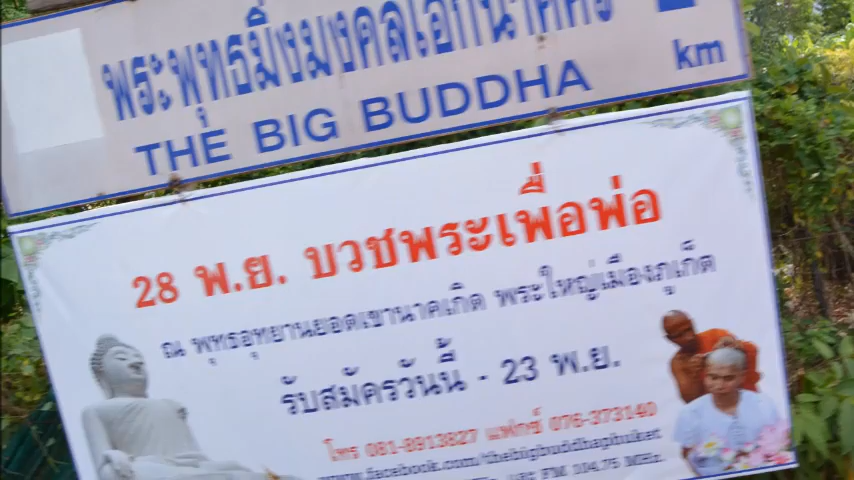 พระพุทธมิ่งมงคลเอกนาคคีรี
km
THE BIG BUDDHA
28 พ.ย. บวชพระเพื่อพ่อ
ณ พุทธอุทยานยอดเขานาคเกิด พระใหญ่เมืองภูเก็ต
รับสมัครวันนี้ - 23 พ.ย.
โทร 081-8913827 แฟกซ์ 076-373140
www.facebook.com/thebigbuddhaphuket
FM 104.75 MHz